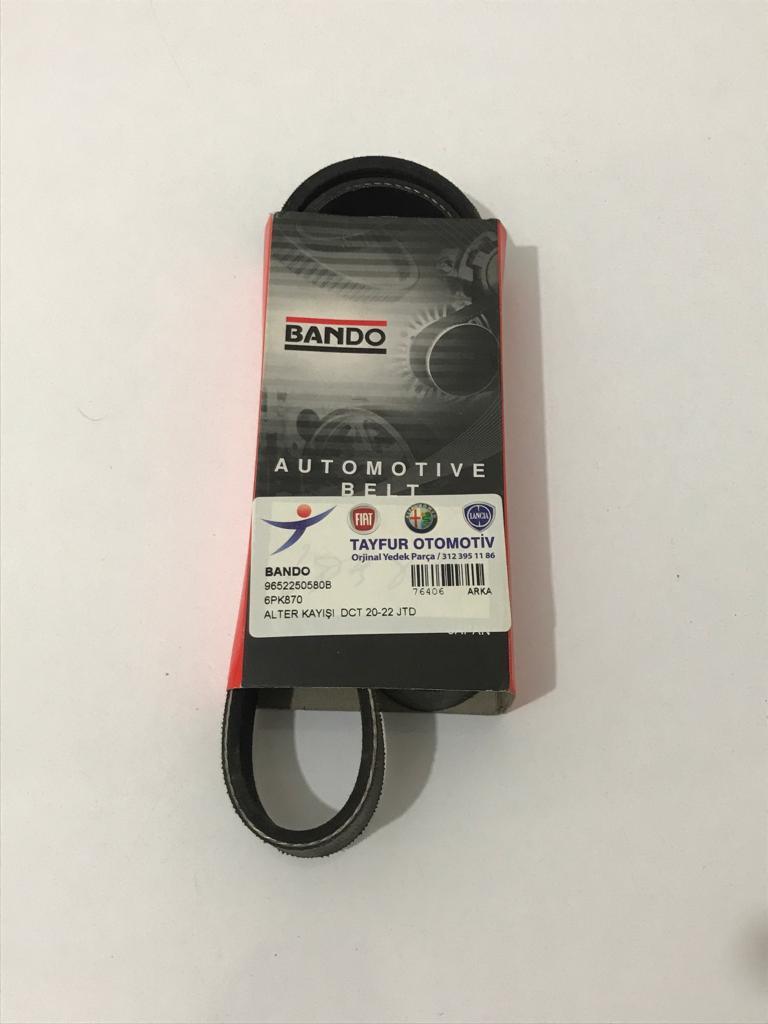 BANDO
AUTOMOTIVE
BELT
FIAT
LANCIA
TAYFUR OTOMOTİV
Orjinal Yedek Parça / 312 395 11 86
BANDO
9652250580B
6PK870
76406 ARKA
ALTER KAYIŞI DCT 20-22 JTD
JAPAN